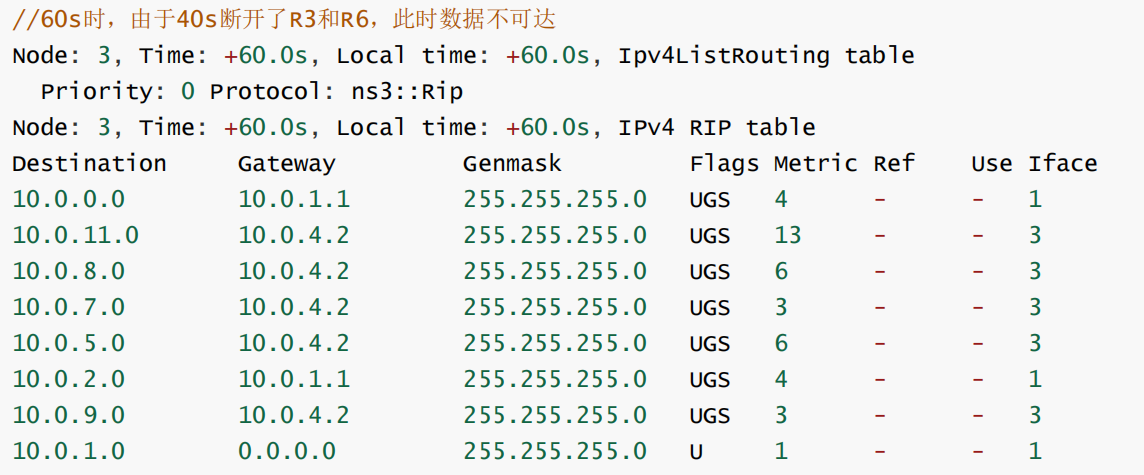 //60s时，由于40s断开了R3和R6，此时数据不可达
Node: 3, Time: +60.0s, Local time: +60.0s, Ipv4ListRouting table
  Priority: 0 Protocol: ns3::Rip
Node: 3, Time: +60.0s, Local time: +60.0s, IPv4 RIP table
Destination     Gateway         Genmask         Flags Metric Ref    Use Iface
10.0.0.0        10.0.1.1        255.255.255.0   UGS   4      -      -   1
10.0.11.0       10.0.4.2        255.255.255.0   UGS   13     -      -   3
10.0.8.0        10.0.4.2        255.255.255.0   UGS   6      -      -   3
10.0.7.0        10.0.4.2        255.255.255.0   UGS   3      -      -   3
10.0.5.0        10.0.4.2        255.255.255.0   UGS   6      -      -   3
10.0.2.0        10.0.1.1        255.255.255.0   UGS   4      -      -   1
10.0.9.0        10.0.4.2        255.255.255.0   UGS   3      -      -   3
10.0.1.0        0.0.0.0         255.255.255.0   U     1      -      -   1